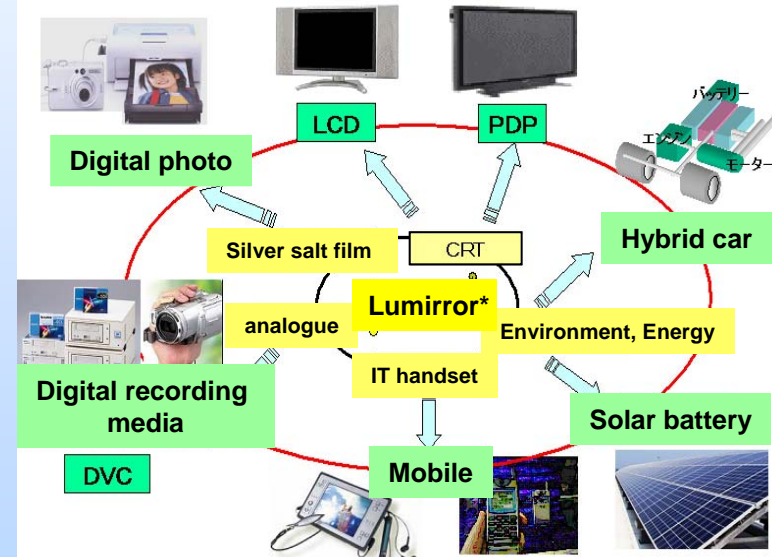 LCD
PDP
バッテリー
エンジン
モーター
Digital photo
Hybrid car
Silver salt film
CRT
Lumirror*
analogue
Environment, Energy
IT handset
Digital recording
media
Solar battery
Mobile
DVC